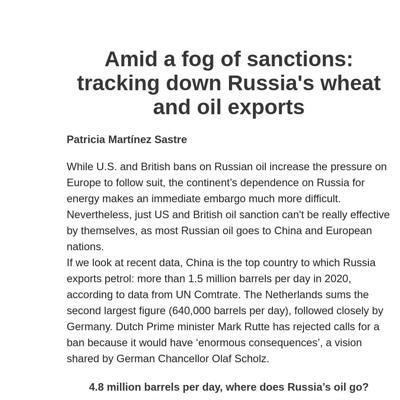 Amid a fog of sanctions:
tracking down Russia's wheat
and oil exports
Patricia Martínez Sastre
While U.S. and British bans on Russian oil increase the pressure on
Europe to follow suit, the continent's dependence on Russia for
energy makes an immediate embargo much more difficult.
Nevertheless, just US and British oil sanction can't be really effective
by themselves, as most Russian oil goes to China and European
nations.
If we look at recent data, China is the top country to which Russia
exports petrol: more than 1.5 million barrels per day in 2020,
according to data from UN Comtrate. The Netherlands sums the
second largest figure (640,000 barrels per day), followed closely by
Germany. Dutch Prime minister Mark Rutte has rejected calls for a
ban because it would have ‘enormous consequences’, a vision
shared by German Chancellor Olaf Scholz.
4.8 million barrels per day, where does Russia’s oil go?